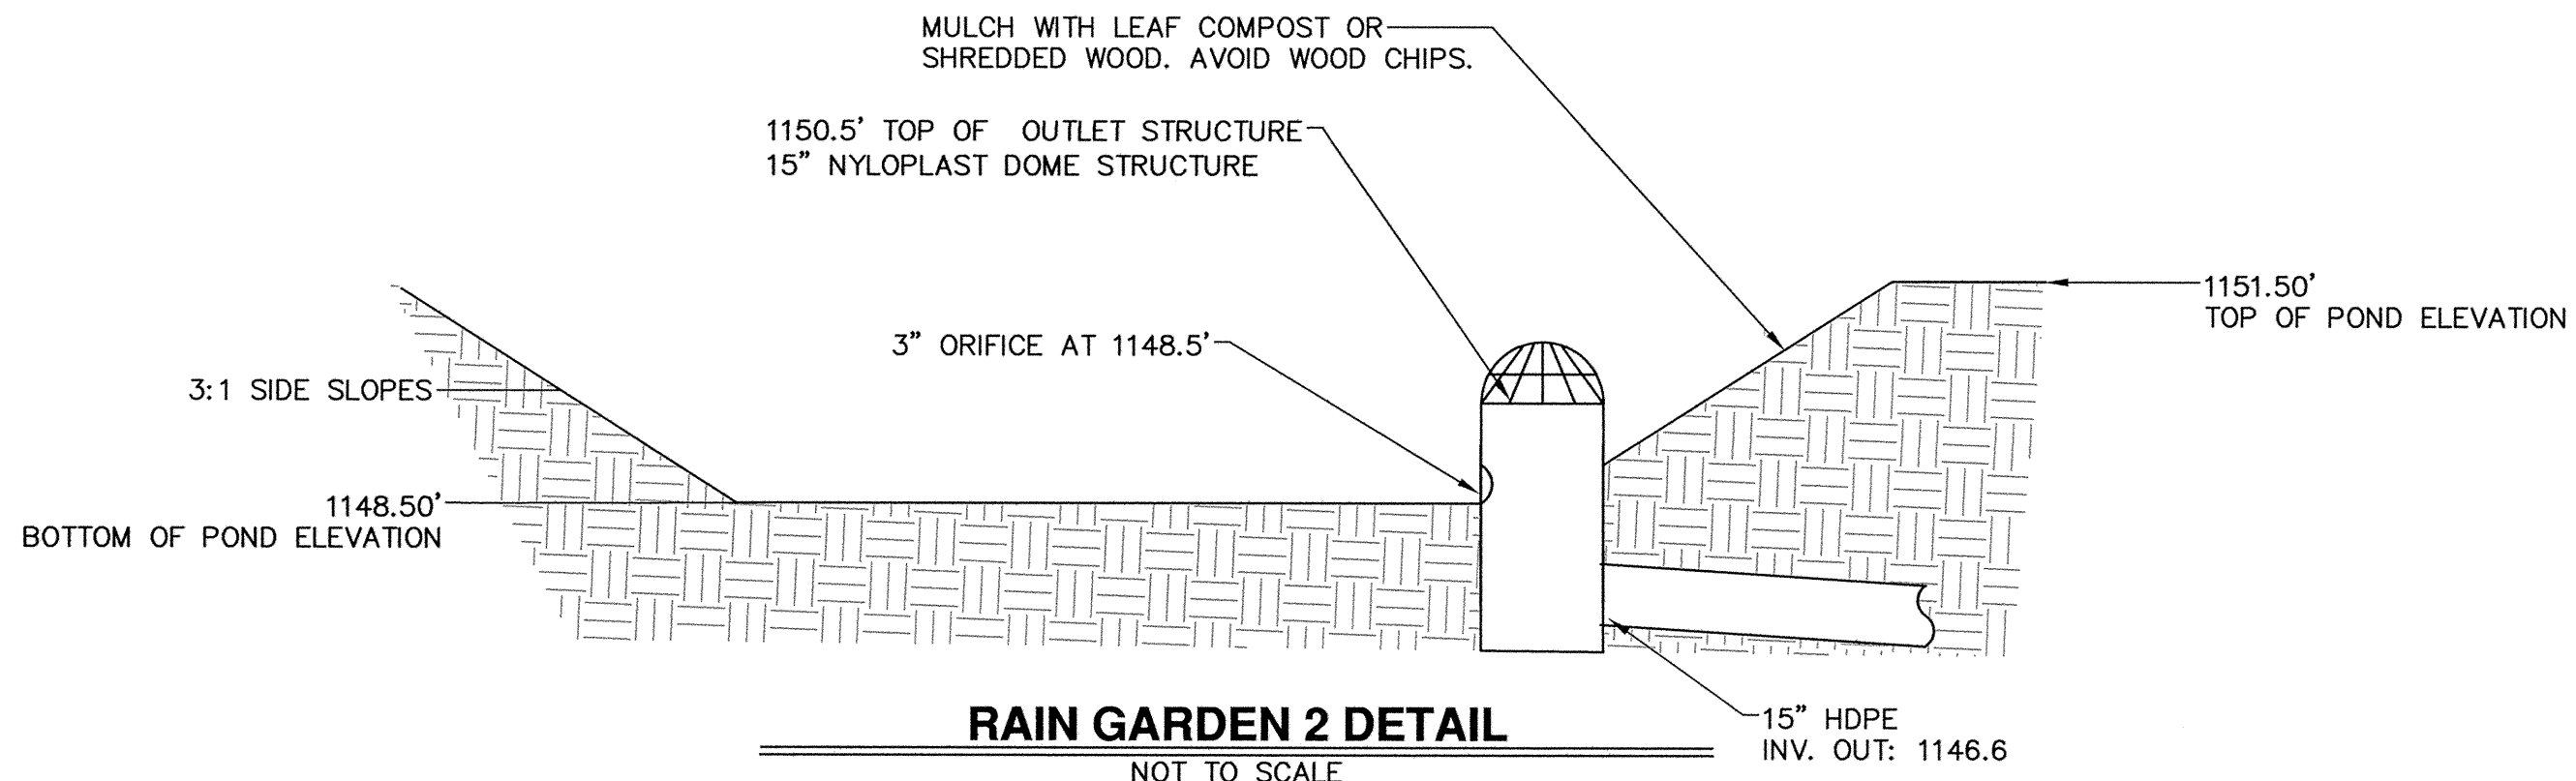 MULCH WITH LEAF COMPOST OR
SHREDDED WOOD. AVOID WOOD CHIPS.
1150.5' TOP OF OUTLET STRUCTURE
15" NYLOPLAST DOME STRUCTURE
1151.50'
TOP OF POND ELEVATION
3" ORIFICE AT 1148.5'
3:1 SIDE SLOPES
1148.50'
BOTTOM OF POND ELEVATION
15" HDPE
INV. OUT: 1146.6
RAIN GARDEN 2 DETAIL
NOT TO SCALE